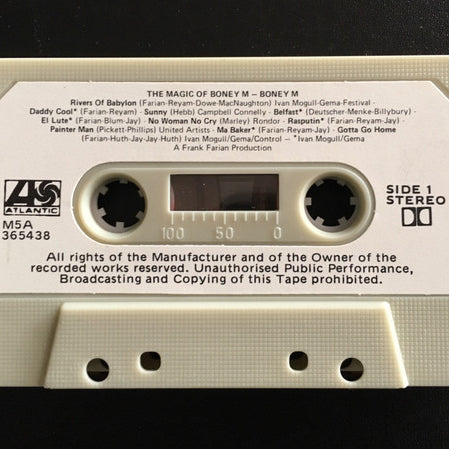 THE MAGIC OF BONEY M – BONEY M
Rivers Of Babylon (Farian-Reyam-Dowe-MacNaughton) Ivan Mogull-Gema-Festival -
Daddy Cool* (Farian-Reyam) - Sunny (Hebb) Campbell Connelly - Belfast* (Deutscher-Menke-Billybury) -
El Lute* (Farian-Blum-Jay) - No Woman No Cry (Marley) Rondor - Rasputin* (Farian-Reyam-Jay) -
Painter Man (Pickett-Phillips) United Artists - Ma Baker* (Farian-Reyam-Jay) - Gotta Go Home
(Farian-Huth-Jay-Jay-Huth) Ivan Mogull/Gema/Control – *Ivan Mogull/Gema
A Frank Farian Production
ATLANTIC
M5A
365438
100 50 0
SIDE 1
STEREO
All rights of the Manufacturer and of the Owner of the
recorded works reserved. Unauthorised Public Performance,
Broadcasting and Copying of this Tape prohibited.